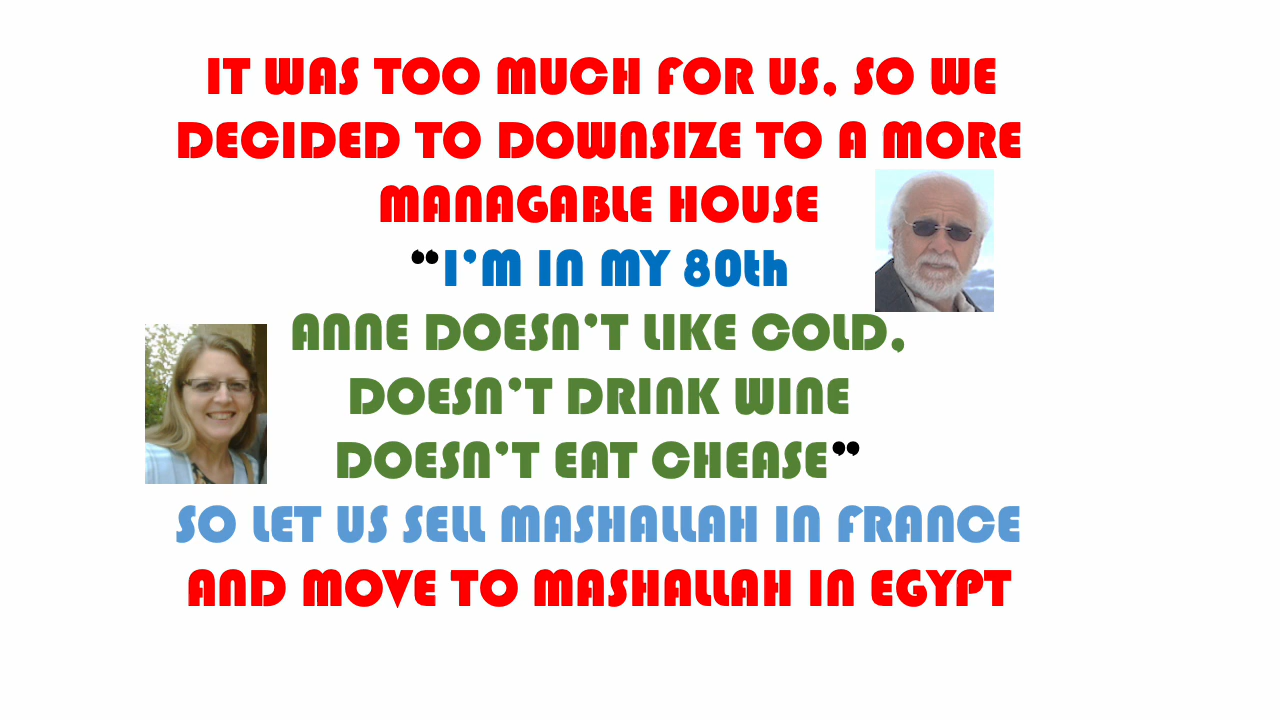 IT WAS TOO MUCH FOR US, SO WE
DECIDED TO DOWNSIZE TO A MORE
MANAGABLE HOUSE
“I’M IN MY 80th
ANNE DOESN’T LIKE COLD,
DOESN’T DRINK WINE
DOESN’T EAT CHEASE”
SO LET US SELL MASHALLAH IN FRANCE
AND MOVE TO MASHALLAH IN EGYPT